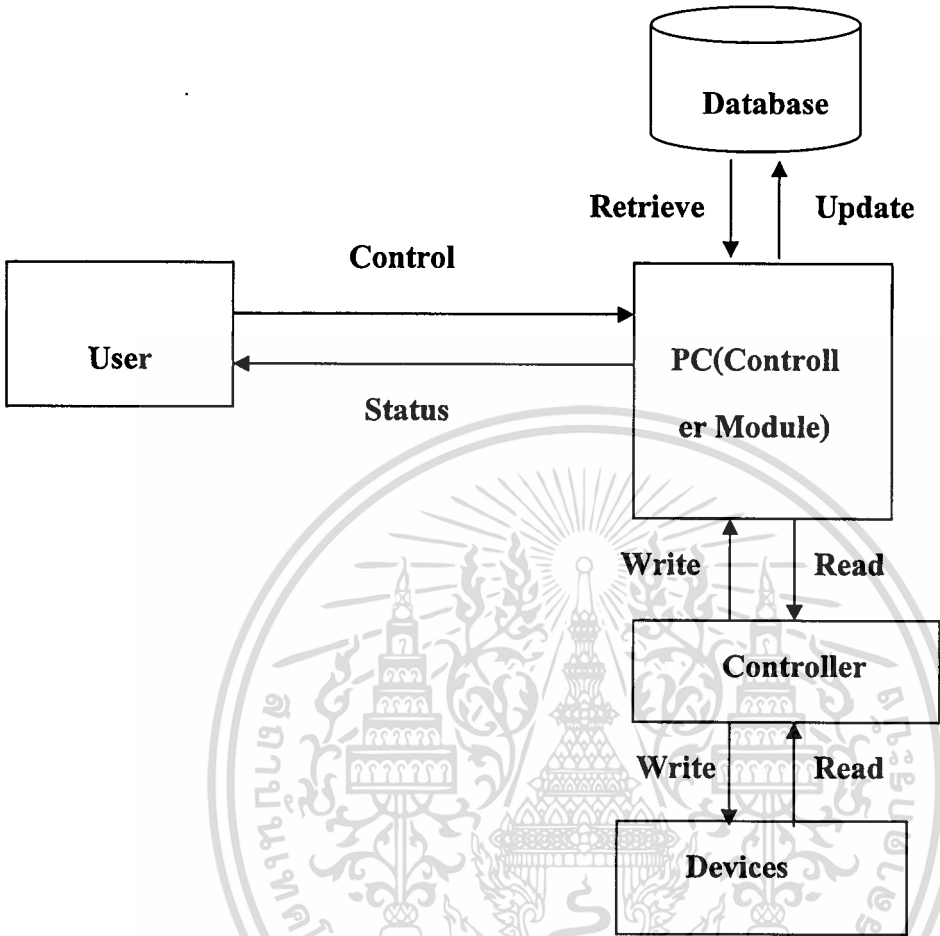 Database
Retrieve
Update
Control
User
Status
PC(Controll
er Module)
Write
Read
Controller
Write
Read
Devices